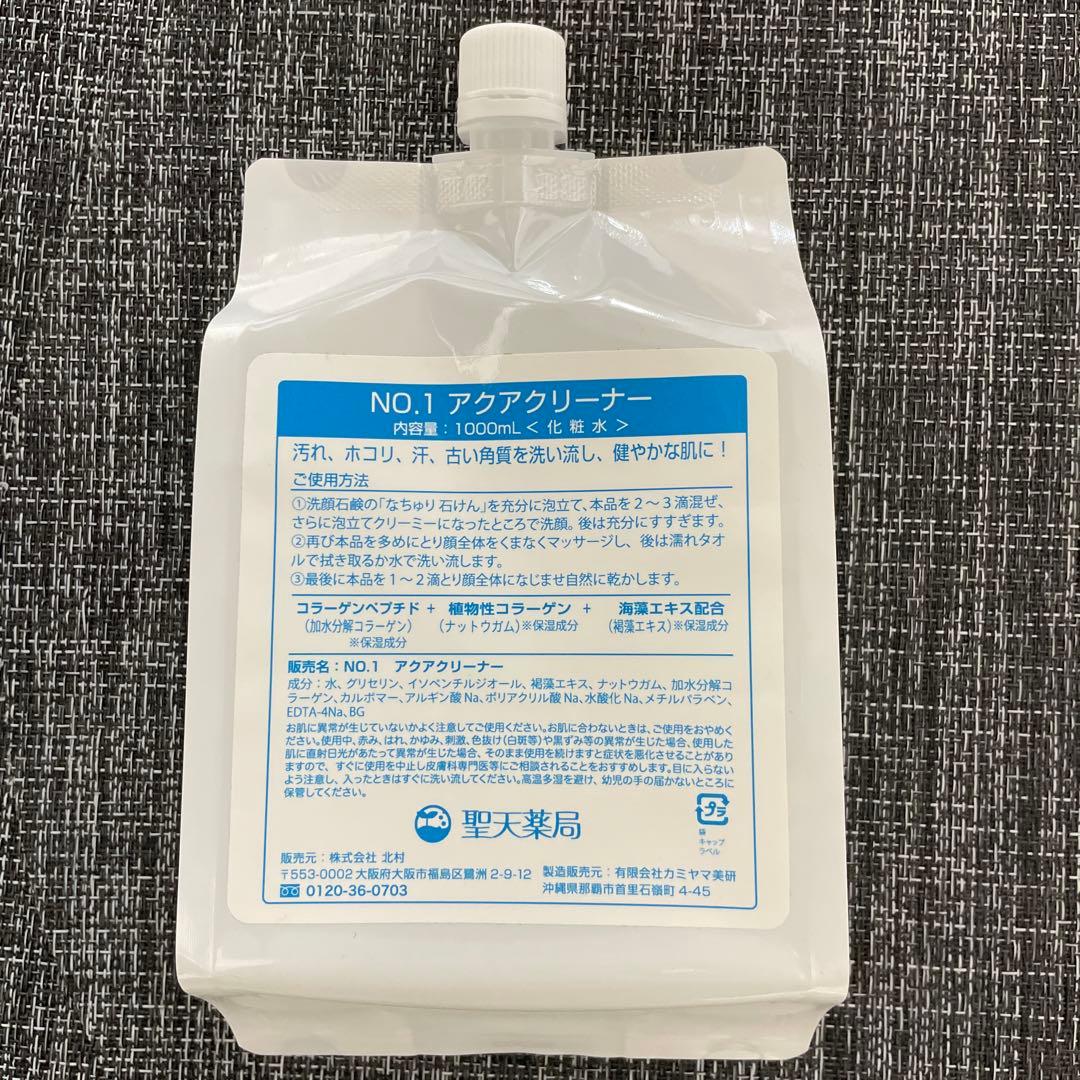 NO.1 アクアクリーナー
内容量：1000mL＜ 化 粧 水 ＞
汚れ、ホコリ、汗、古い角質を洗い流し、健やかな肌に！
ご使用方法
①洗顔石鹸の「なちゅり 石けん」を充分に泡立て、本品を２～３滴混ぜ、
さらに泡立てクリーミーになったところで洗顔。後は充分にすすぎます。
②再び本品を多めにとり顔全体をくまなくマッサージし、後は濡れタオ
ルで拭き取るか水で洗い流します。
③最後に本品を１～２滴とり顔全体になじませ自然に乾かします。
コラーゲンペプチド + 植物性コラーゲン + 海藻エキス配合
（加水分解コラーゲン） （ナットウガム）※保湿成分 （褐藻エキス）※保湿成分
※保湿成分
販売名：NO.1 アクアクリーナー
成分：水、グリセリン、イソペンチルジオール、褐藻エキス、ナットウガム、加水分解コ
ラーゲン、カルボマー、アルギン酸Na、ポリアクリル酸Na、水酸化Na、メチルパラベン、
EDTA-4Na、BG
お肌に異常が生じていないかよく注意してご使用ください。お肌に合わないときは、ご使用をおやめく
ださい。使用中、赤み、はれ、かゆみ、刺激、色抜け（白斑等）や黒ずみ等の異常が生じた場合、使用した
肌に直射日光があたって異常が生じた場合、そのまま使用を続けますと症状を悪化させることがあり
ますので、すぐに使用を中止し皮膚科専門医等にご相談されることをおすすめします。目に入らない
よう注意し、入ったときはすぐに洗い流してください。高温多湿を避け、幼児の手の届かないところに
保管してください。
聖天薬局
プラ
袋
キャップ
ラベル
販売元：株式会社 北村
〒553-0002 大阪府大阪市福島区鷺洲 2-9-12
0120-36-0703
製造販売元：有限会社カミヤマ美研
沖縄県那覇市首里石嶺町 4-45